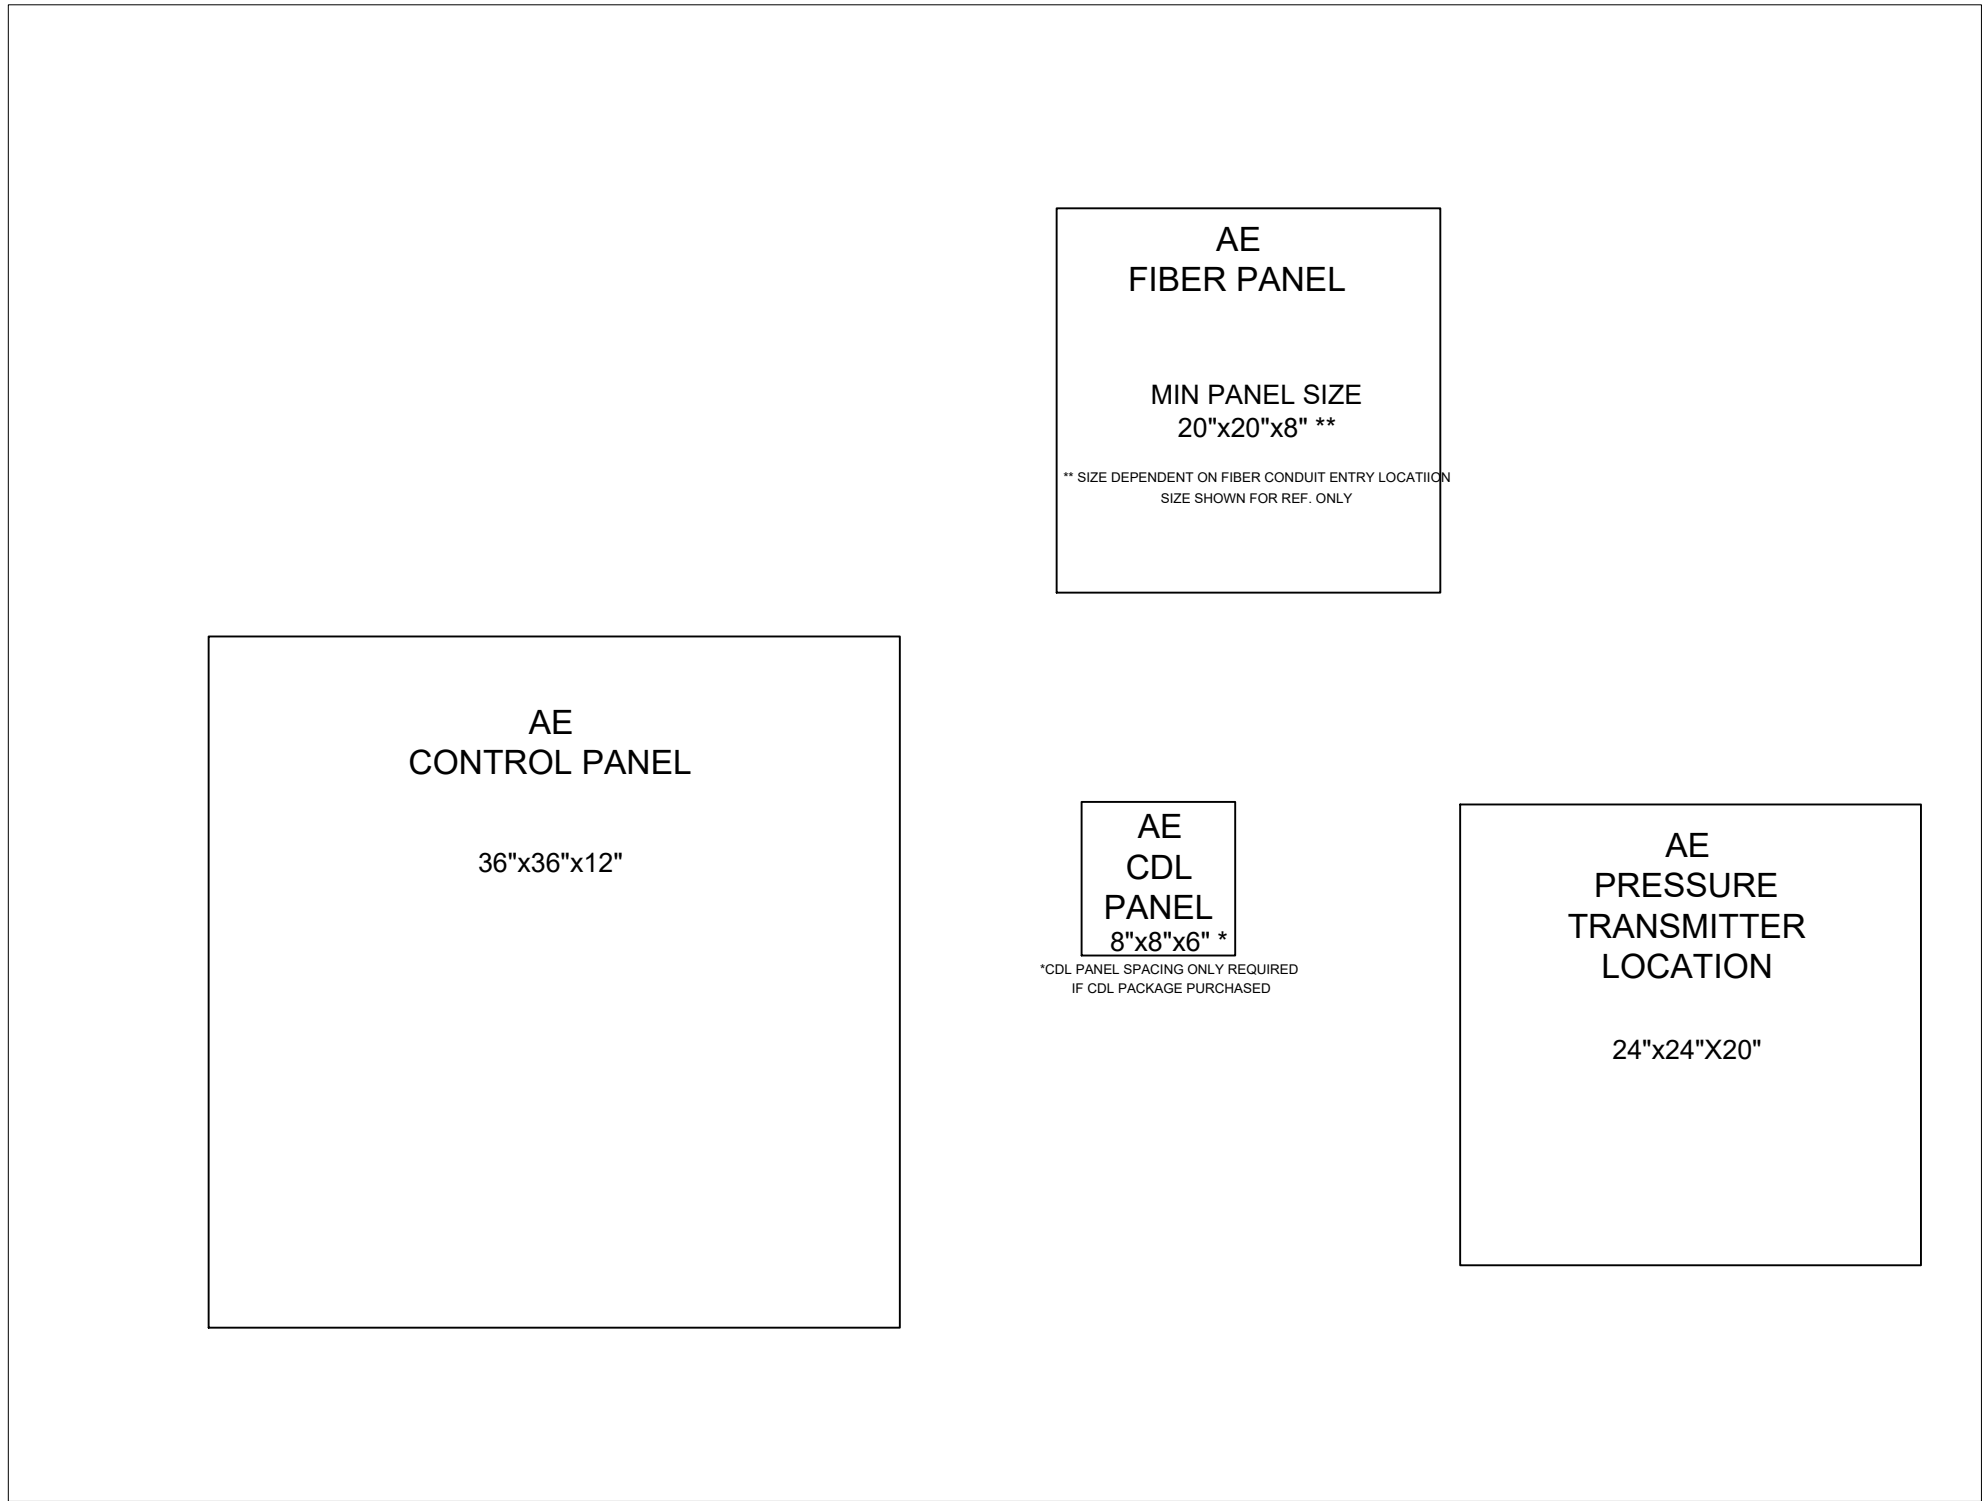 AE
FIBER PANEL
MIN PANEL SIZE
20"x20"x8" **
** SIZE DEPENDENT ON FIBER CONDUIT ENTRY LOCATIION
SIZE SHOWN FOR REF. ONLY
AE
CONTROL PANEL
36"x36"x12"
AE
CDL
PANEL
8"x8"x6" *
*CDL PANEL SPACING ONLY REQUIRED
IF CDL PACKAGE PURCHASED
AE
PRESSURE
TRANSMITTER
LOCATION
24"x24"X20"